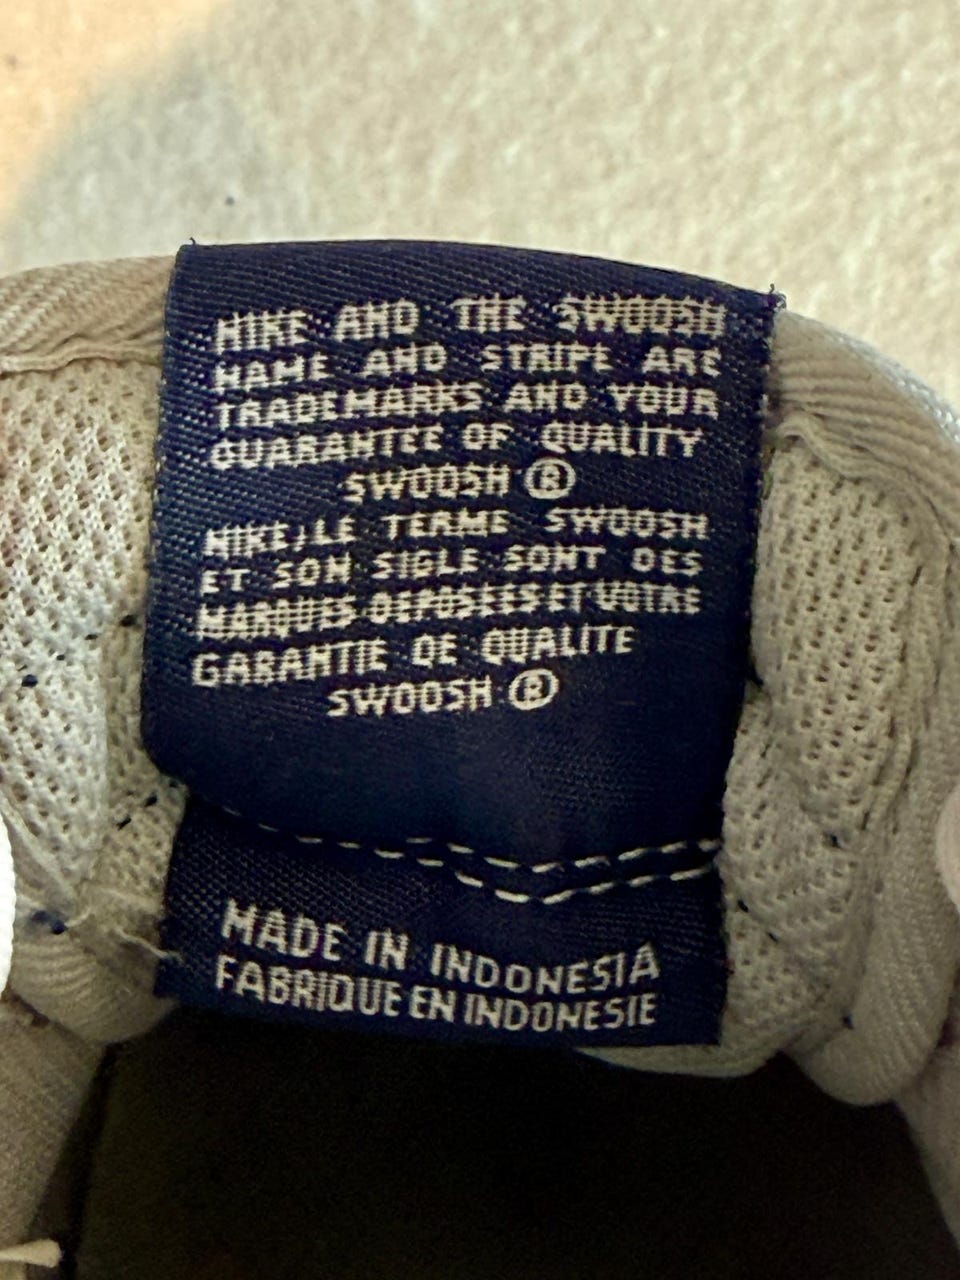 NIKE AND THE SWOOSH
NAME AND STRIPE ARE
TRADEMARKS AND YOUR
GUARANTEE OF QUALITY
SWOOSH ®
NIKE, LE TERME SWOOSH
ET SON SIGLE SONT DES
MARQUES DEPOSEES ET VOTRE
GARANTIE DE QUALITE
SWOOSH ®
MADE IN INDONESIA
FABRIQUE EN INDONESIE